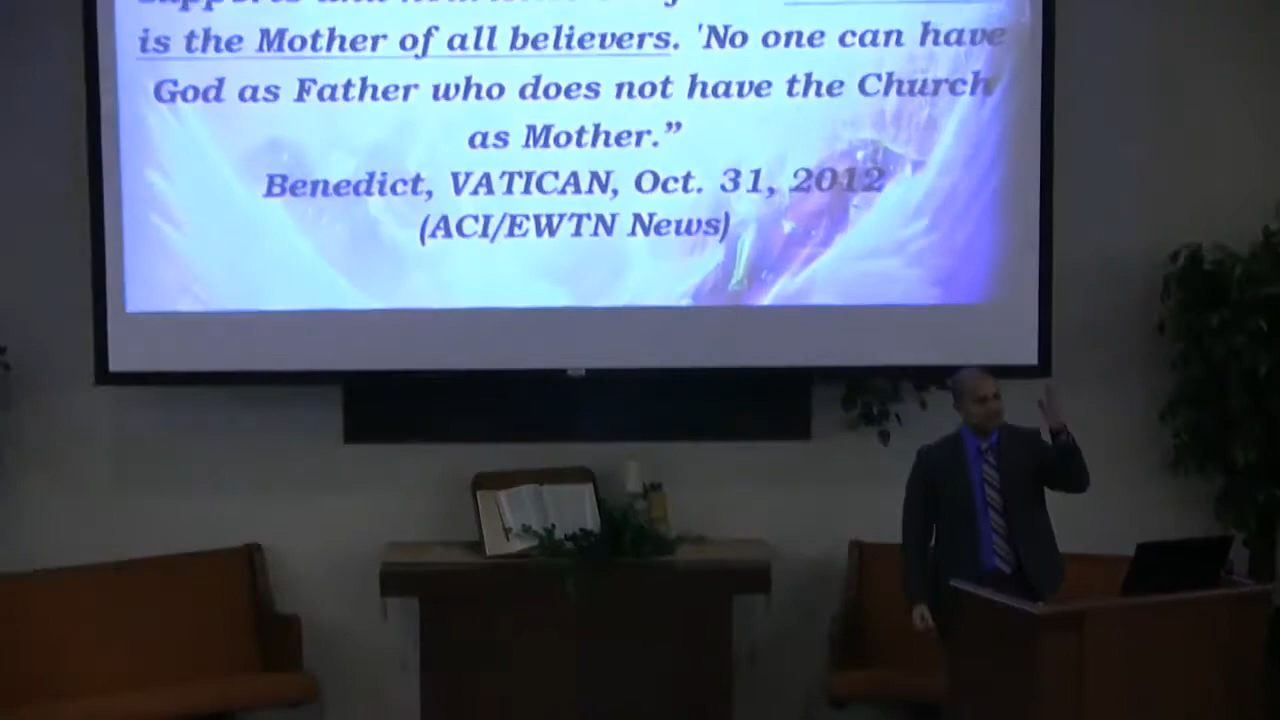 is the Mother of all believers. 'No one can have
God as Father who does not have the Church
as Mother.”
Benedict, VATICAN, Oct. 31, 2012
(ACI/EWTN News)